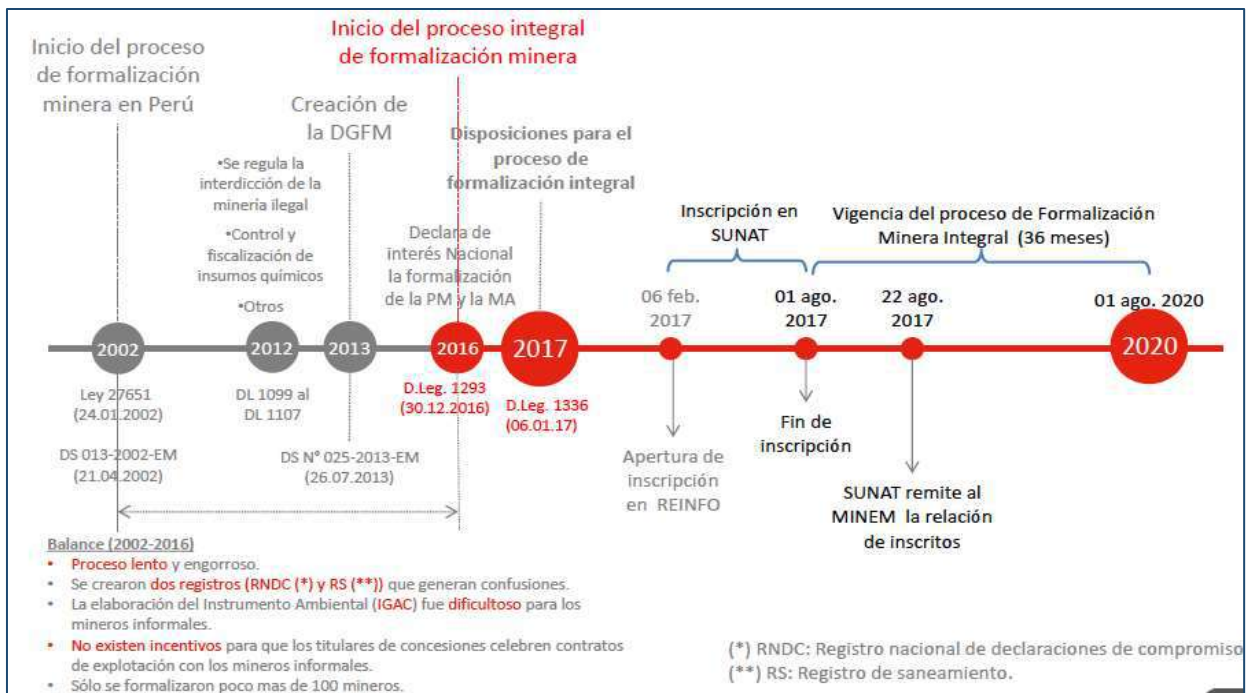 Inicio del proceso
de formalización
minera en Perú
•Se regula la
interdicción de la
minería ilegal
•Control y
fiscalización de
insumos químicos
•Otros
Creación de
la DGFM
Inicio del proceso integral
de formalización minera
Declara de
interés Nacional
la formalización
de la PM y la MA
Disposiciones para el
proceso de
formalización integral
Inscripción en
SUNAT
Vigencia del proceso de Formalización
Minera Integral (36 meses)
06 feb.
2017
01 ago.
2017
22 ago.
2017
01 ago. 2020
2002
2012
2013
2016
2017
2020
Ley 27651
(24.01.2002)
DS 013-2002-EM
(21.04.2002)
DL 1099 al
DL 1107
DS N° 025-2013-EM
(26.07.2013)
D.Leg. 1293
(30.12.2016)
D.Leg. 1336
(06.01.17)
Apertura de
inscripción
en REINFO
Fin de
inscripción
SUNAT remite al
MINEM la relación
de inscritos
Balance (2002-2016)
• Proceso lento y engorroso.
• Se crearon dos registros (RNDC (*) y RS (**)) que generan confusiones.
• La elaboración del Instrumento Ambiental (IGAC) fue dificultoso para los
mineros informales.
• No existen incentivos para que los titulares de concesiones celebren contratos
de explotación con los mineros informales.
• Sólo se formalizaron poco mas de 100 mineros.
(*) RNDC: Registro nacional de declaraciones de compromiso
(**) RS: Registro de saneamiento.